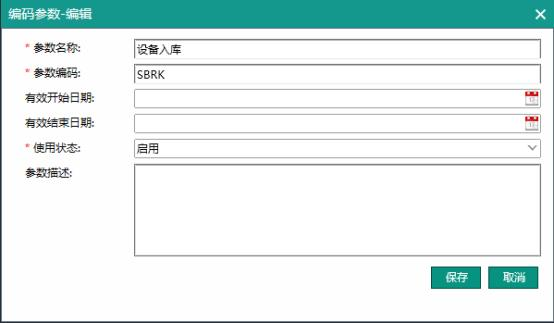 编码参数-编辑
* 参数名称: 设备入库
* 参数编码: SBRK
有效开始日期:
有效结束日期:
* 使用状态: 启用
参数描述:
保存 取消